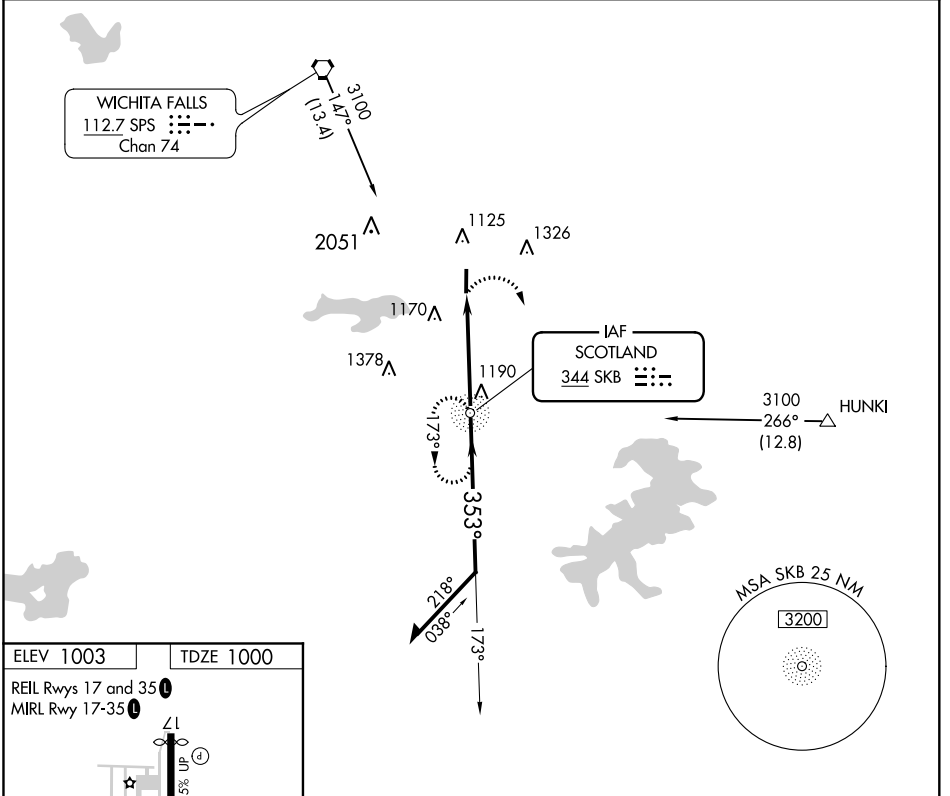 WICHITA FALLS
112.7 SPS
Chan 74
3100
147°
(13.4)
2051
1125
1326
1170
1378
1190
IAF
SCOTLAND
344 SKB
3100
266°
(12.8)
HUNKI
173°
353°
218°
038°
173°
MSA SKB 25 NM
3200
ELEV 1003
TDZE 1000
REIL Rwys 17 and 35 L
MIRL Rwy 17-35 L
17
P
5% UP